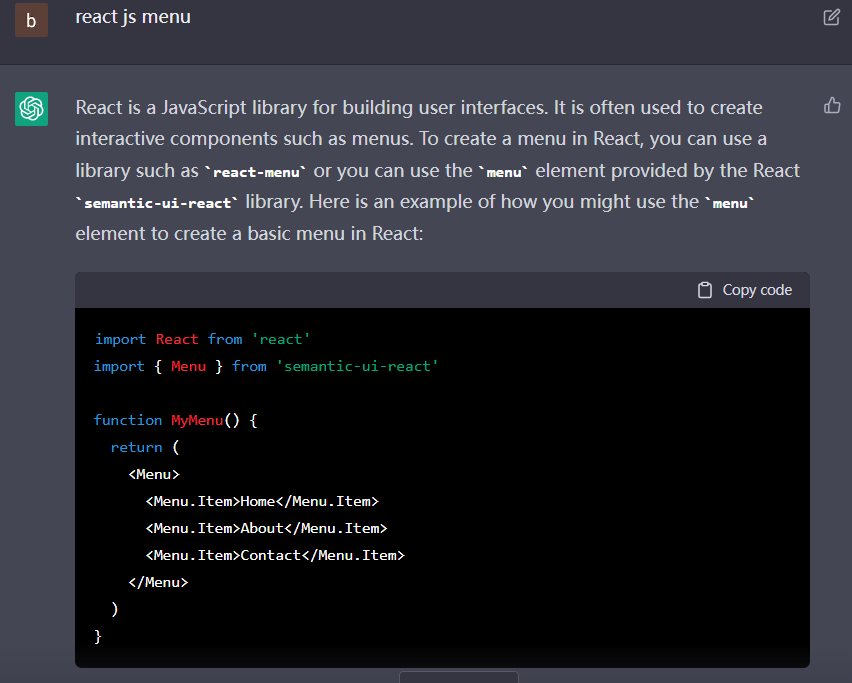 b
react js menu
React is a JavaScript library for building user interfaces. It is often used to create
interactive components such as menus. To create a menu in React, you can use a
library such as `react-menu` or you can use the `menu` element provided by the React
`semantic-ui-react` library. Here is an example of how you might use the `menu`
element to create a basic menu in React:
Copy code
import React from 'react'
import { Menu } from 'semantic-ui-react'

function MyMenu() {
  return (
    <Menu>
      <Menu.Item>Home</Menu.Item>
      <Menu.Item>About</Menu.Item>
      <Menu.Item>Contact</Menu.Item>
    </Menu>
  )
}